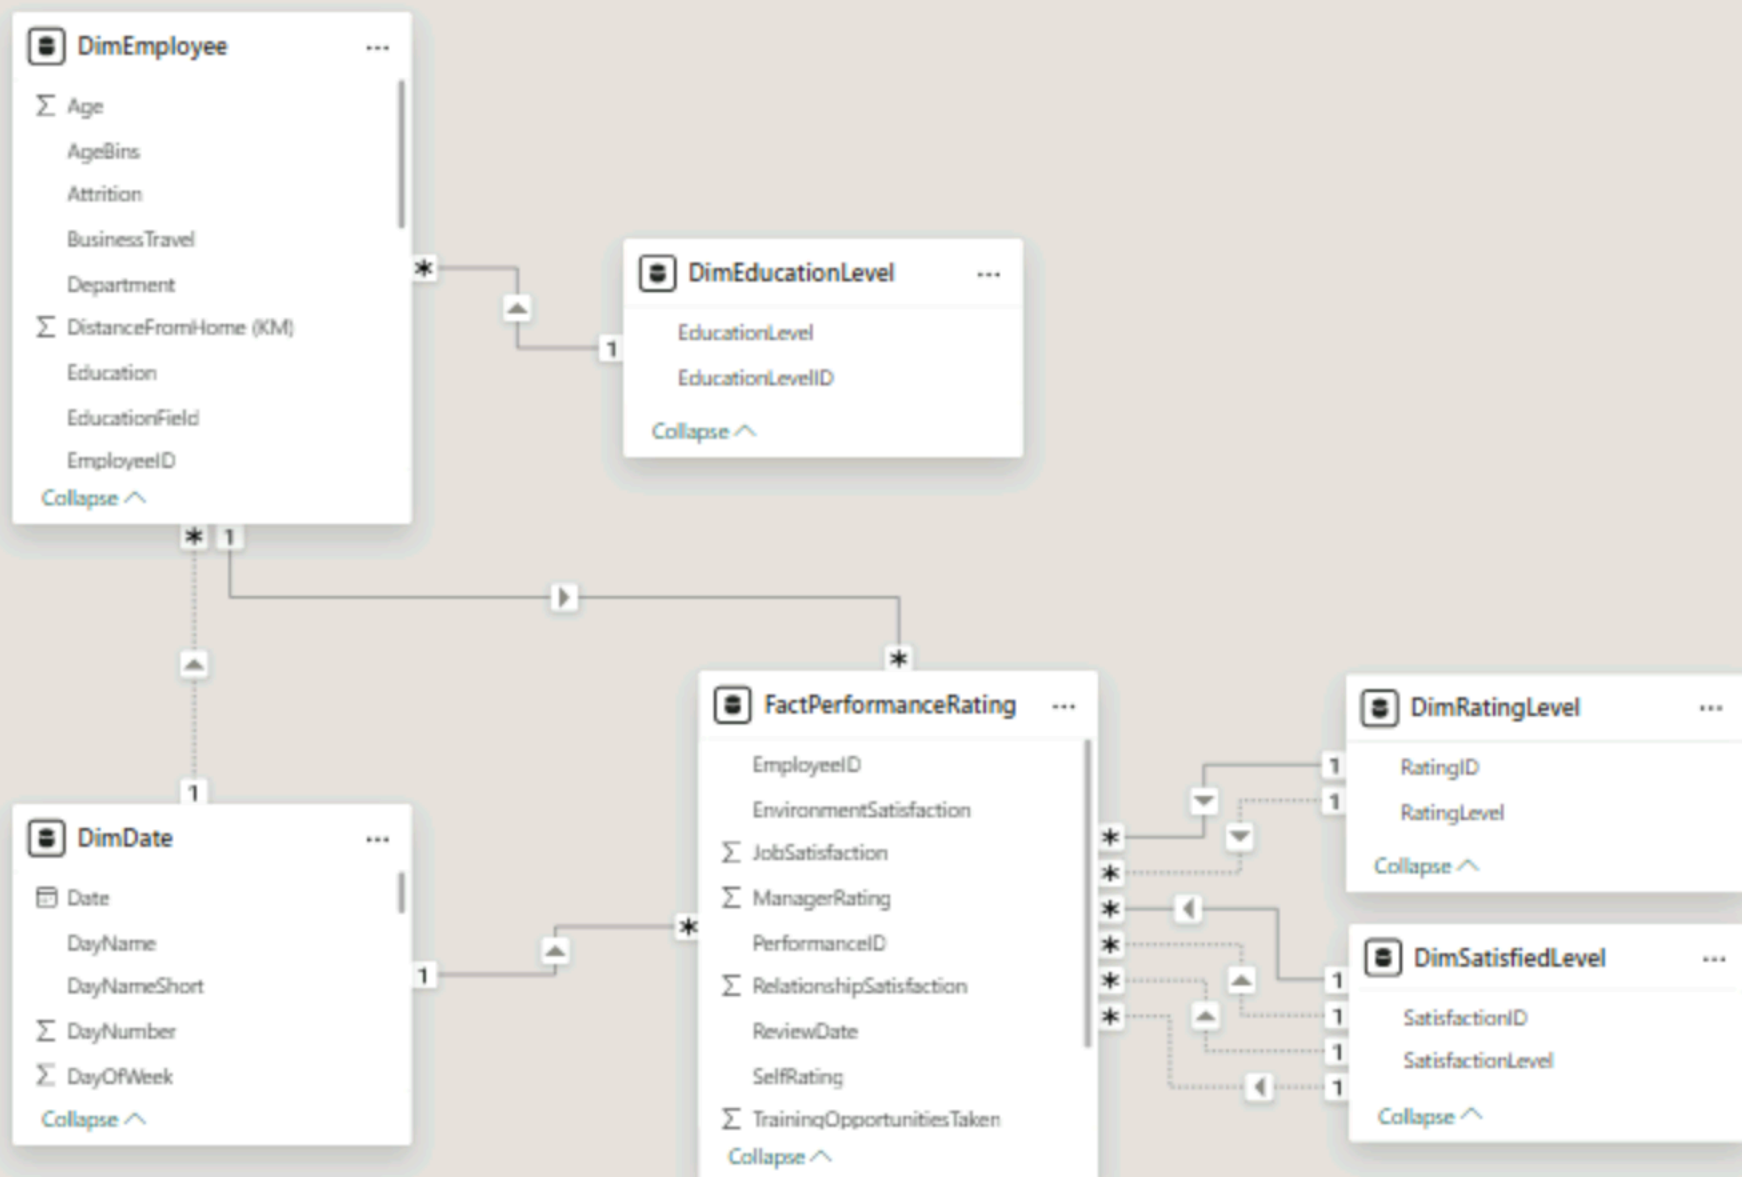 DimEmployee ...
Σ Age
AgeBins
Attrition
BusinessTravel
Department
Σ DistanceFromHome (KM)
Education
EducationField
EmployeeID
Collapse
* 1
* 1
DimEducationLevel ...
EducationLevel
EducationLevelID
Collapse
1
*
DimDate ...
Date
DayName
DayNameShort
Σ DayNumber
Σ DayOfWeek
Collapse
1 *
FactPerformanceRating ...
EmployeeID
EnvironmentSatisfaction
Σ JobSatisfaction
Σ ManagerRating
PerformanceID
Σ RelationshipSatisfaction
ReviewDate
SelfRating
Σ TrainingOpportunitiesTaken
Collapse
*
*
*
*
*
*
1
1
DimRatingLevel ...
RatingID
RatingLevel
Collapse
1
1
1
1
DimSatisfiedLevel ...
SatisfactionID
SatisfactionLevel
Collapse